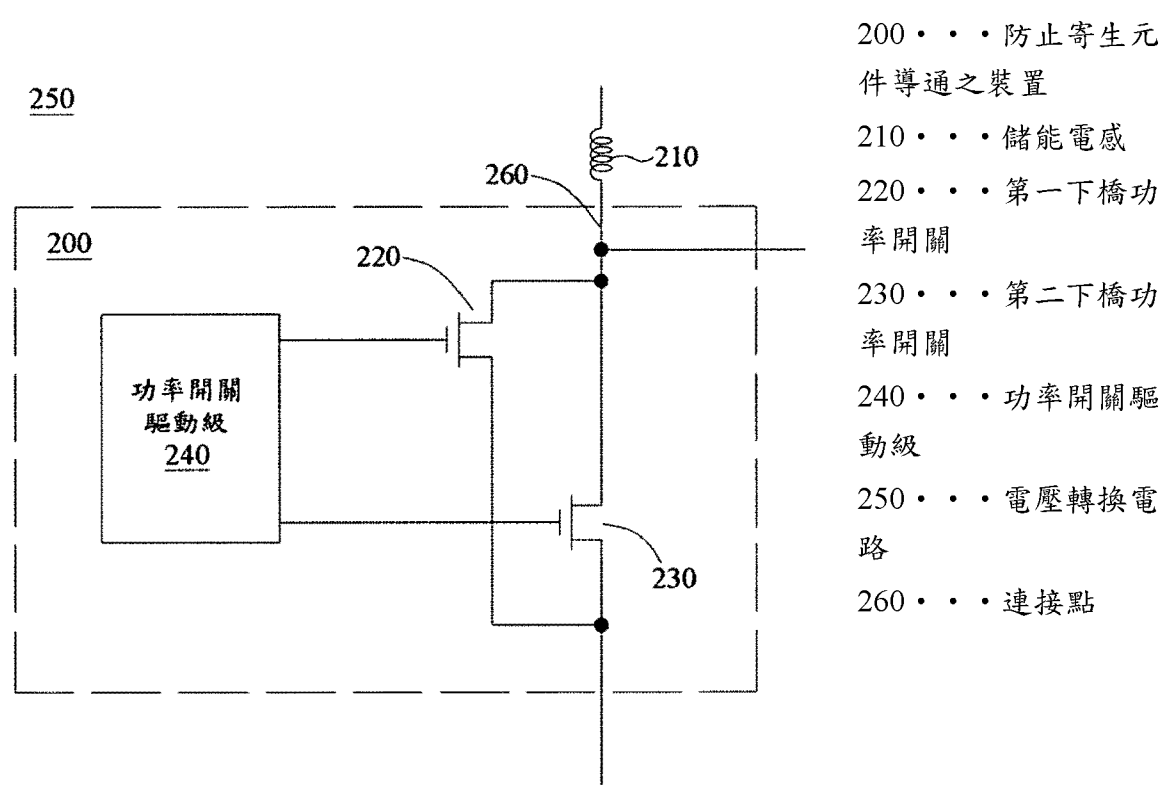 250
210
260
200
220
功率開關
驅動級
240
230
200・・・防止寄生元
件導通之裝置
210・・・儲能電感
220・・・第一下橋功
率開關
230・・・第二下橋功
率開關
240・・・功率開關驅
動級
250・・・電壓轉換電
路
260・・・連接點